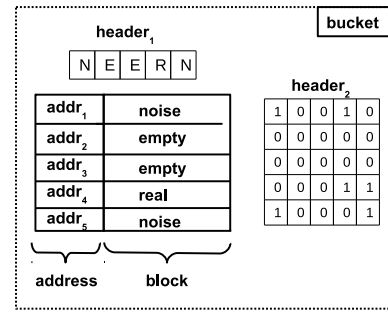 bucket
header1
N E E R N
addr1 noise
addr2 empty
addr3 empty
addr4 real
addr5 noise
address block
header2
1 0 0 1 0
0 0 0 0 0
0 0 0 0 0
0 0 0 1 1
1 0 0 0 1